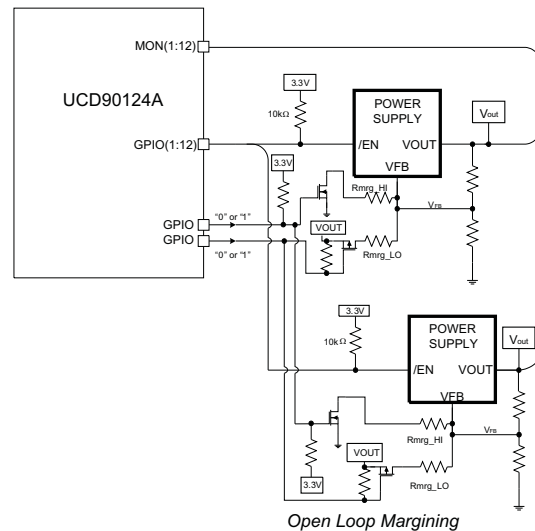 MON(1:12)
3.3V
UCD90124A
10kΩ
POWER
SUPPLY
Vout
GPIO(1:12)
/EN
VOUT
3.3V
VFB
Rmrg_HI
VFB
GPIO
"0" or "1"
VOUT
GPIO
"0" or "1"
Rmrg_LO
3.3V
POWER
SUPPLY
Vout
10kΩ
/EN
VOUT
VFB
Rmrg_HI
VFB
VOUT
3.3V
Rmrg_LO
Open Loop Margining